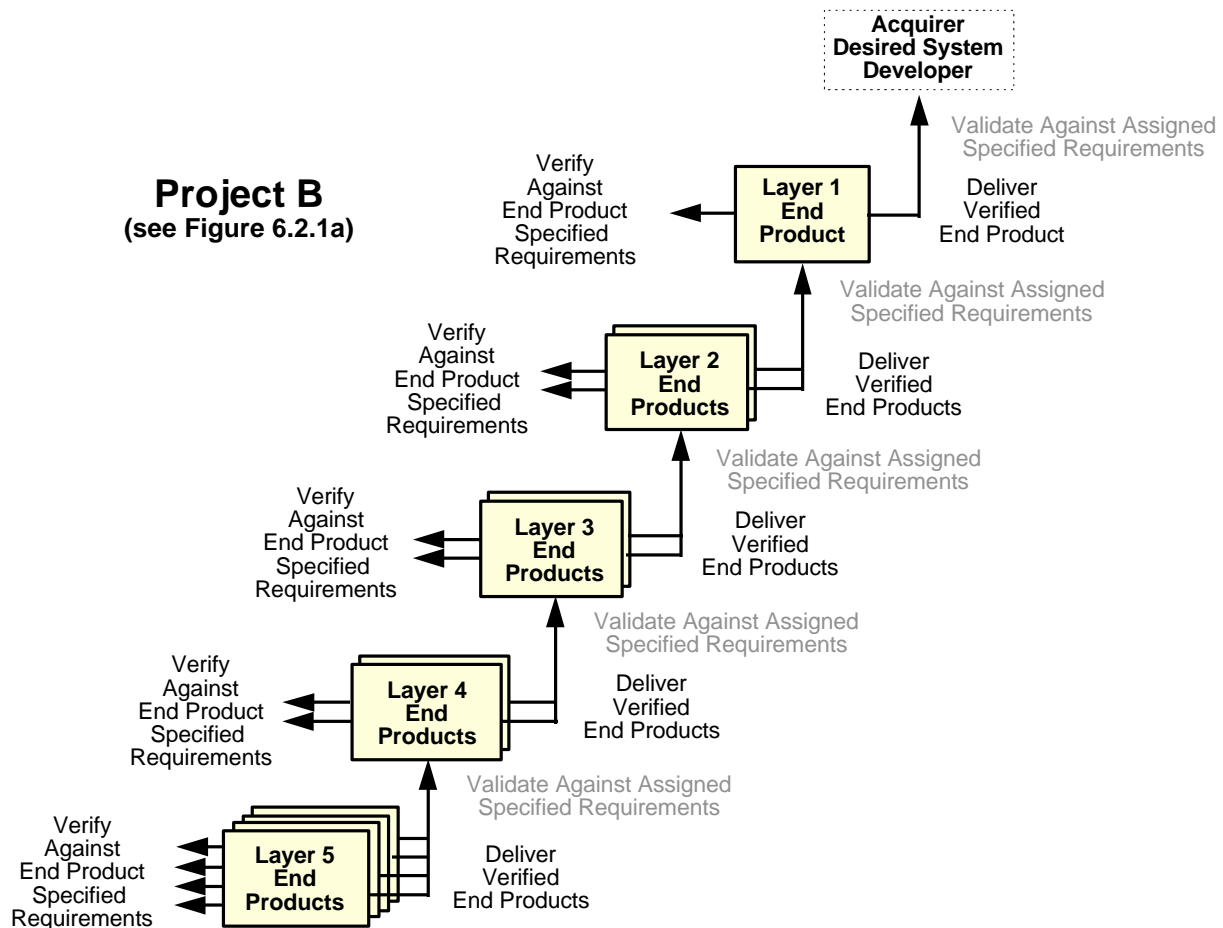 Acquirer
Desired System
Developer
Validate Against Assigned
Specified Requirements
Project B
(see Figure 6.2.1a)
Verify
Against
End Product
Specified
Requirements
Layer 1
End
Product
Deliver
Verified
End Product
Validate Against Assigned
Specified Requirements
Verify
Against
End Product
Specified
Requirements
Layer 2
End
Products
Deliver
Verified
End Products
Validate Against Assigned
Specified Requirements
Verify
Against
End Product
Specified
Requirements
Layer 3
End
Products
Deliver
Verified
End Products
Validate Against Assigned
Specified Requirements
Verify
Against
End Product
Specified
Requirements
Layer 4
End
Products
Deliver
Verified
End Products
Validate Against Assigned
Specified Requirements
Verify
Against
End Product
Specified
Requirements
Layer 5
End
Products
Deliver
Verified
End Products